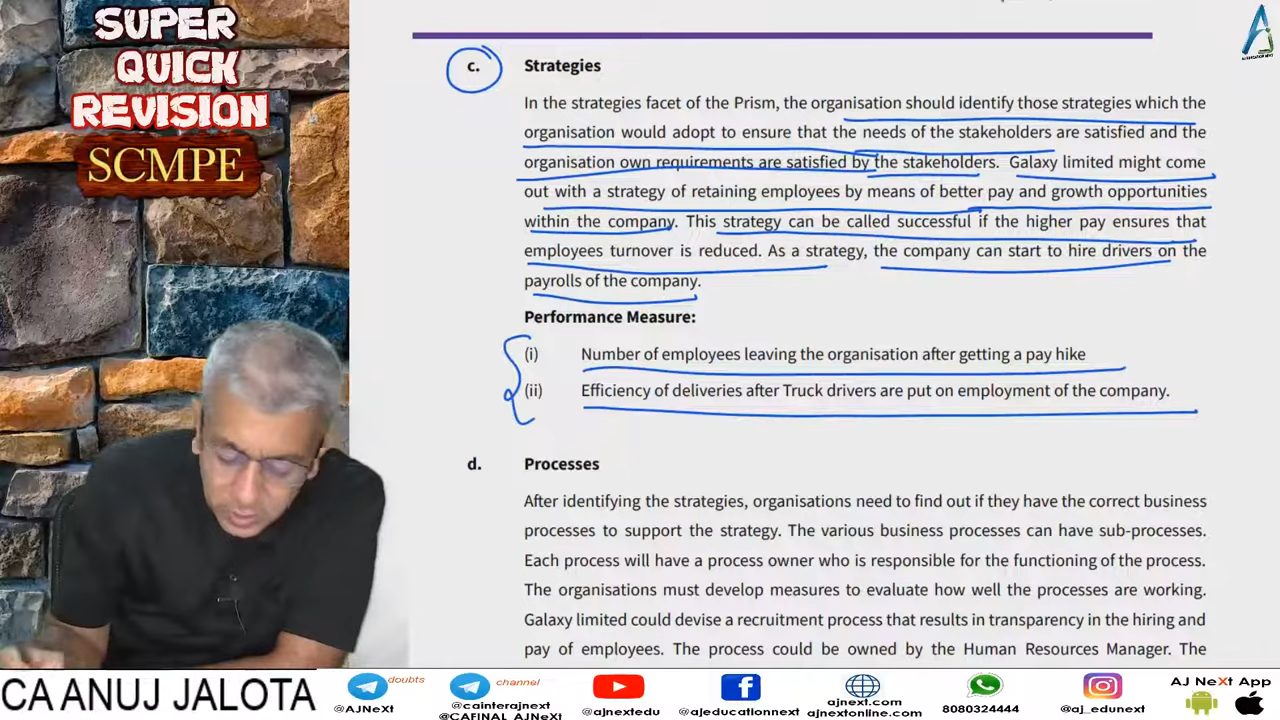 SUPER
QUICK
REVISION
SCMPE
c. Strategies
In the strategies facet of the Prism, the organisation should identify those strategies which the
organisation would adopt to ensure that the needs of the stakeholders are satisfied and the
organisation own requirements are satisfied by the stakeholders. Galaxy limited might come
out with a strategy of retaining employees by means of better pay and growth opportunities
within the company. This strategy can be called successful if the higher pay ensures that
employees turnover is reduced. As a strategy, the company can start to hire drivers on the
payrolls of the company.
Performance Measure:
(i) Number of employees leaving the organisation after getting a pay hike
(ii) Efficiency of deliveries after Truck drivers are put on employment of the company.
d. Processes
After identifying the strategies, organisations need to find out if they have the correct business
processes to support the strategy. The various business processes can have sub-processes.
Each process will have a process owner who is responsible for the functioning of the process.
The organisations must develop measures to evaluate how well the processes are working.
Galaxy limited could devise a recruitment process that results in transparency in the hiring and
pay of employees. The process could be owned by the Human Resources Manager. The
CA ANUJ JALOTA
doubts
@AJNeXt
channel
@cainterajnext
@CAFINAL_AJNeXt
@ajnextedu
@ajeducationnext
ajnext.com
ajnextonline.com
8080324444
@aj_edunext
AJ NeXt App